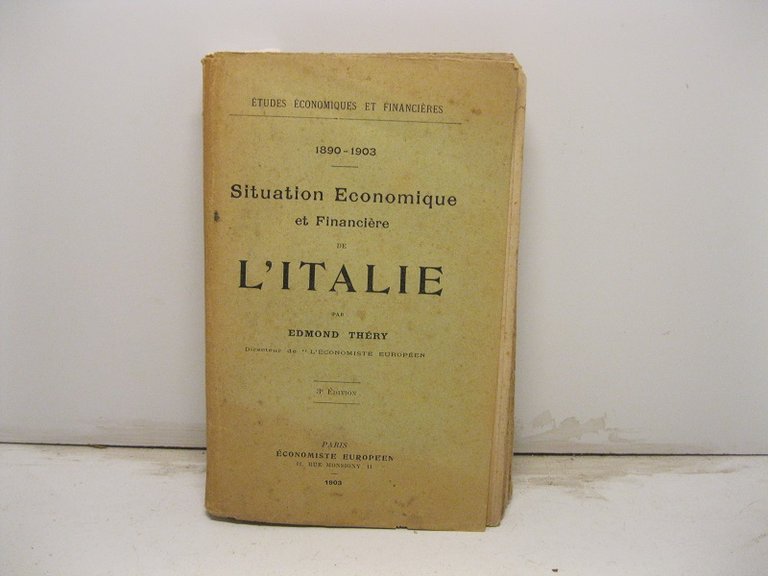 ÉTUDES ÉCONOMIQUES ET FINANCIÈRES
1890-1903
Situation Economique
et Financière
DE
L'ITALIE
PAR
EDMOND THÉRY
Directeur de "L'ÉCONOMISTE EUROPÉEN
3e ÉDITION
PARIS
ÉCONOMISTE EUROPÉEN
11, RUE MONSIGNY, 11
1903